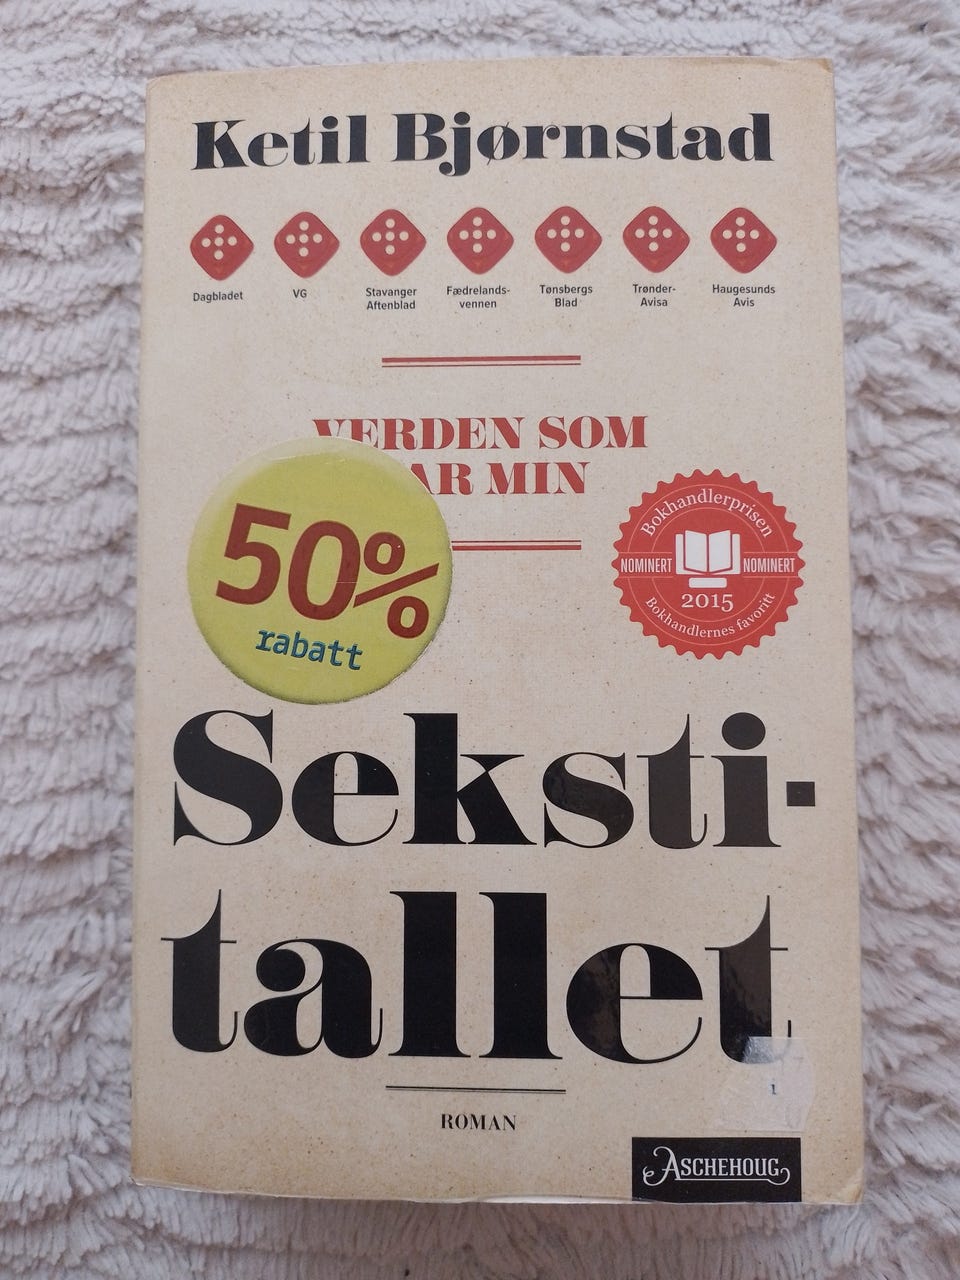 Ketil Bjørnstad
Dagbladet
VG
Stavanger
Aftenblad
Fædrelands-
vennen
Tønsbergs
Blad
Trønder-
Avisa
Haugesunds
Avis
VERDEN SOM
AR MIN
50%
rabatt
Bokhandlerprisen
NOMINERT NOMINERT
2015
Bokhandlernes favoritt
Seksti-
tallet
ROMAN
ASCHEHOUG